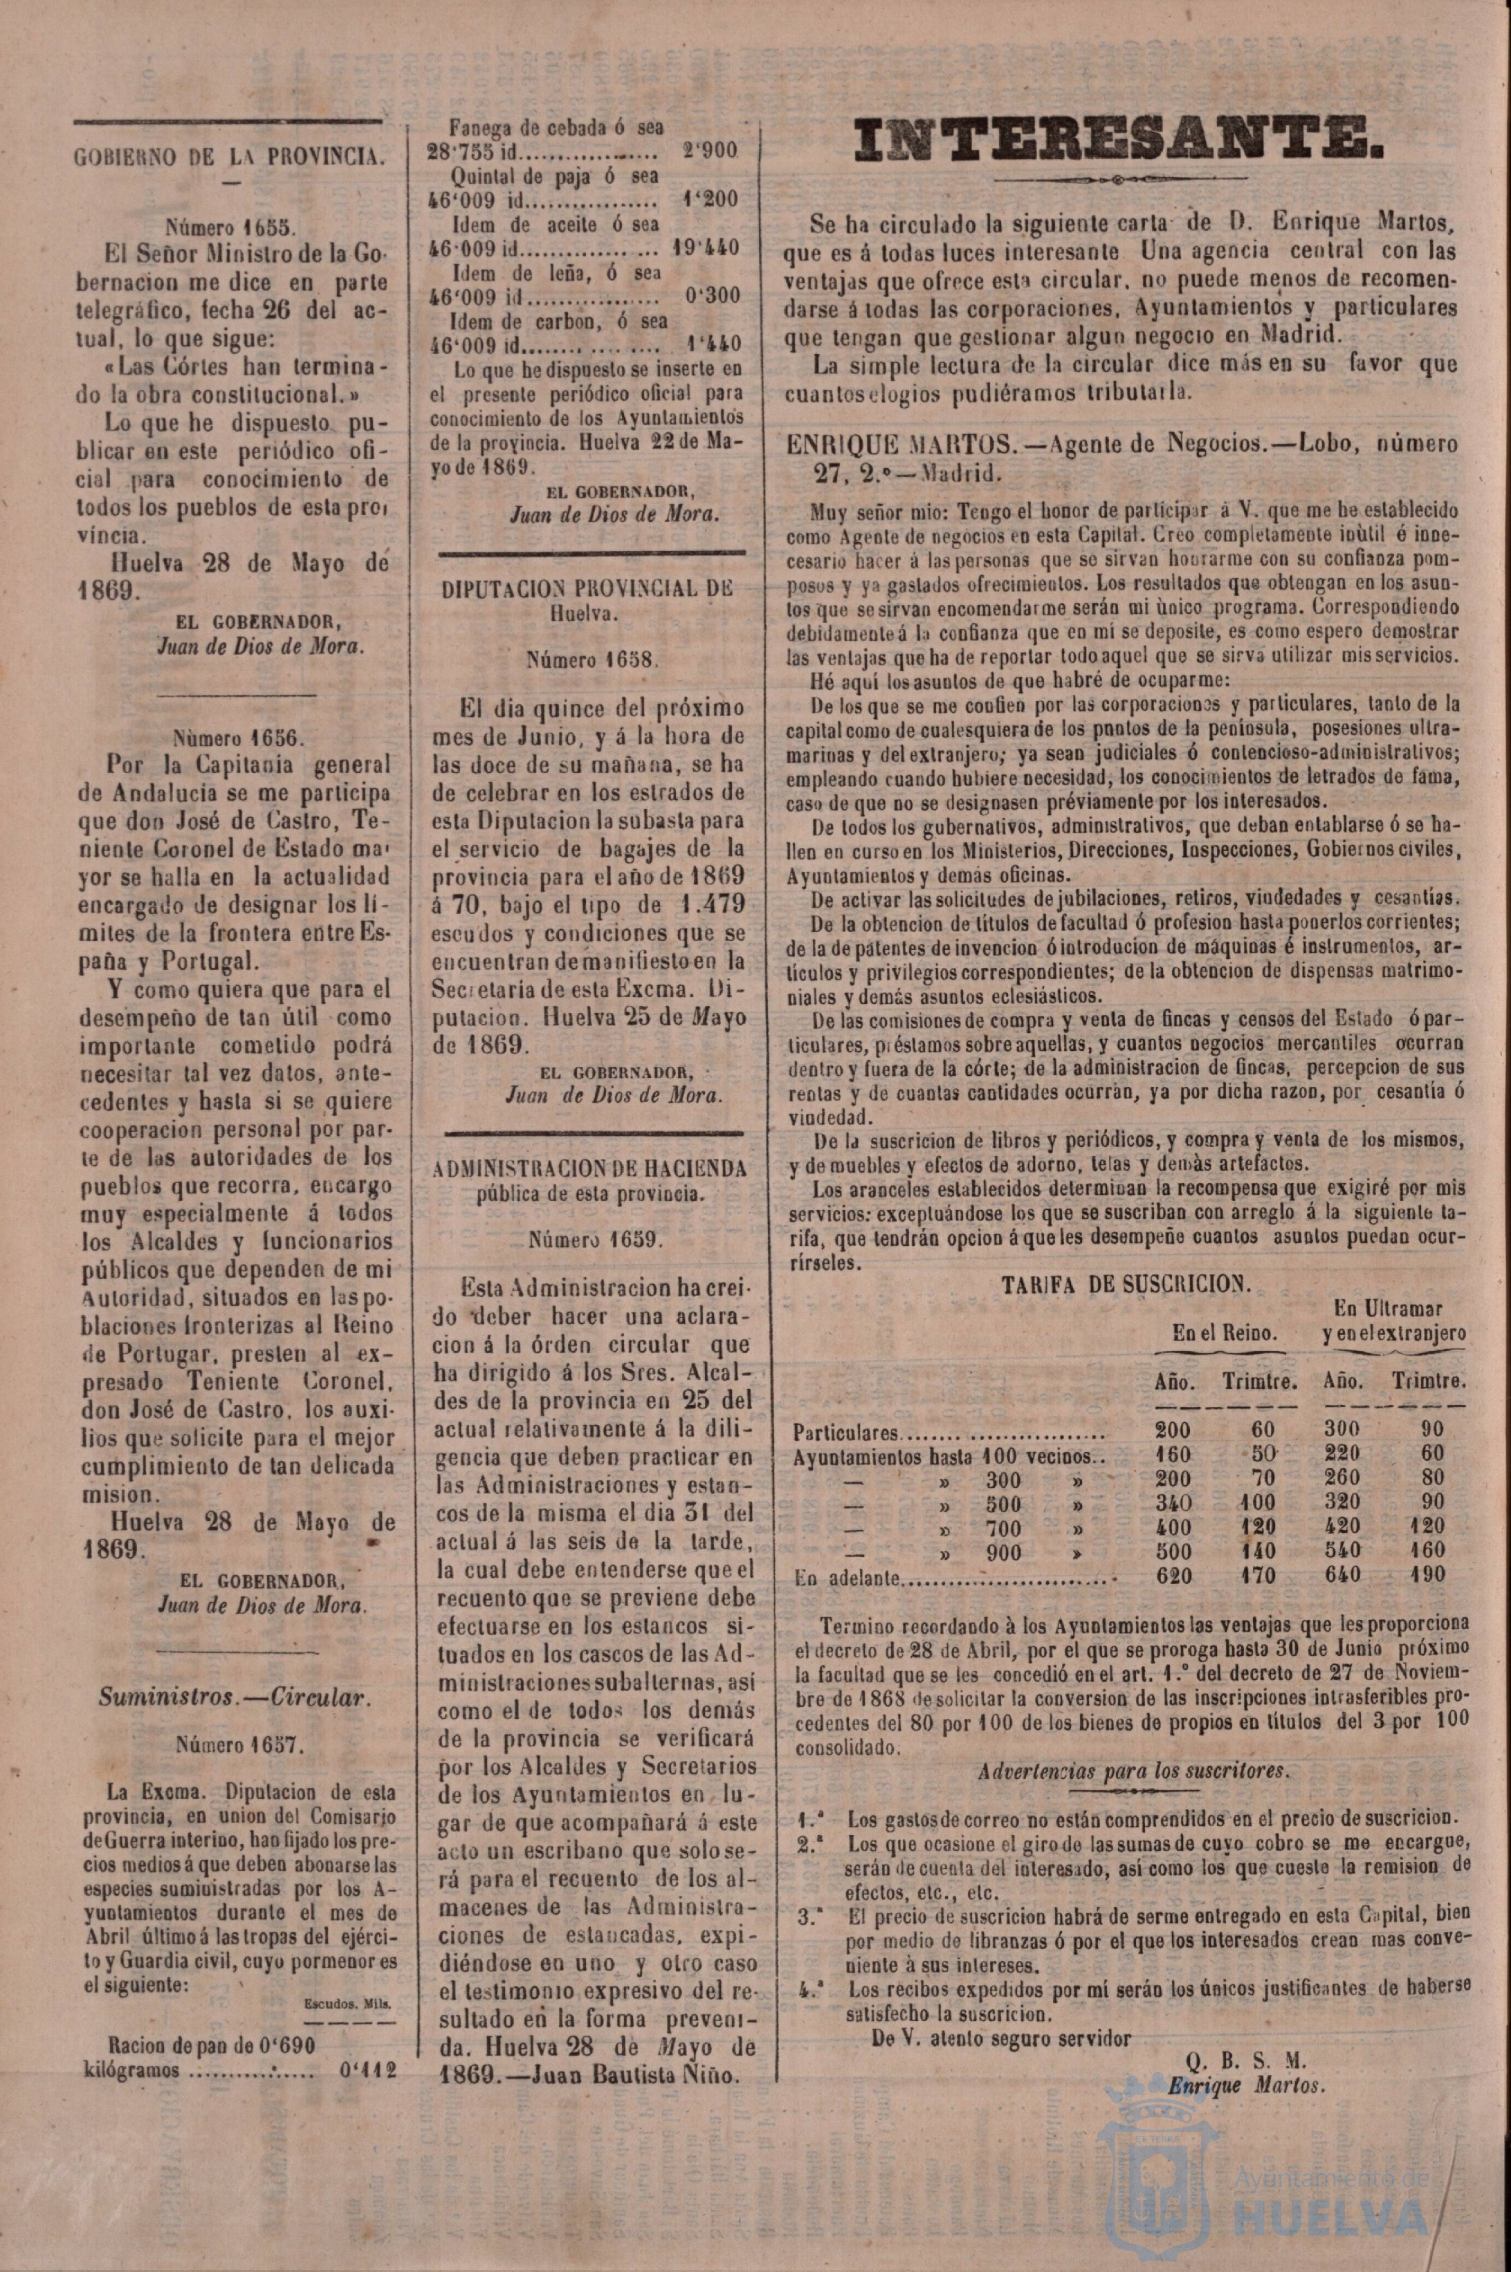 GOBIERNO DE LA PROVINCIA.
Número 1655.
El Señor Ministro de la Go-
bernacion me dice en parte
telegráfico, fecha 26 del ac-
tual, lo que sigue:
«Las Córtes han termina-
do la obra constitucional.»
Lo que he dispuesto pu-
blicar en este periódico ofi-
cial para conocimiento de
todos los pueblos de esta pro,
vincia.
Huelva 28 de Mayo de
1869.
EL GOBERNADOR,
Juan de Dios de Mora.
Nùmero 1656.
Por la Capitania general
de Andalucia se me participa
que don José de Castro, Te-
niente Coronel de Estado ma-
yor se halla en la actualidad
encargado de designar los lí-
mites de la frontera entre Es-
paña y Portugal.
Y como quiera que para el
desempeño de tan útil como
importante cometido podrá
necesitar tal vez datos, ante-
cedentes y hasta si se quiere
cooperacion personal por par-
te de las autoridades de los
pueblos que recorra, encargo
muy especialmente á todos
los Alcaldes y funcionarios
públicos que dependen de mi
Autoridad, situados en las po-
blaciones fronterizas al Reino
de Portugar, presten al ex-
presado Teniente Coronel,
don José de Castro, los auxi-
lios que solicite para el mejor
cumplimiento de tan delicada
mision.
Huelva 28 de Mayo de
1869.
EL GOBERNADOR,
Juan de Dios de Mora.
Suministros.—Circular.
Número 1657.
La Excma. Diputacion de esta
provincia, en union del Comisario
de Guerra interino, han fijado los pre-
cios medios á que deben abonarse las
especies suministradas por los A-
yuntamientos durante el mes de
Abril último á las tropas del ejérci-
to y Guardia civil, cuyo pormenor es
el siguiente:
Escudos. Mils.
Racion de pan de 0'690
kilógramos ................ 0'112
Fanega de cebada ó sea
28'755 id.................. 2'900
Quintal de paja ó sea
46'009 id.................. 1'200
Idem de aceite ó sea
46'009 id.................. 19'440
Idem de leña, ó sea
46'009 id.................. 0'300
Idem de carbon, ó sea
46'009 id.................. 1'440
Lo que he dispuesto se inserte en
el presente periódico oficial para
conocimiento de los Ayuntamientos
de la provincia. Huelva 22 de Ma-
yo de 1869.
EL GOBERNADOR,
Juan de Dios de Mora.
DIPUTACION PROVINCIAL DE
Huelva.
Número 1658.
El dia quince del próximo
mes de Junio, y á la hora de
las doce de su mañana, se ha
de celebrar en los estrados de
esta Diputacion la subasta para
el servicio de bagajes de la
provincia para el año de 1869
á 70, bajo el tipo de 1.479
escudos y condiciones que se
encuentran de manifiesto en la
Secretaría de esta Excma. Di-
putacion. Huelva 25 de Mayo
de 1869.
EL GOBERNADOR,
Juan de Dios de Mora.
ADMINISTRACION DE HACIENDA
pública de esta provincia.
Número 1659.
Esta Administracion ha crei-
do deber hacer una aclara-
cion á la órden circular que
ha dirigido á los Sres. Alcal-
des de la provincia en 25 del
actual relativamente á la dili-
gencia que deben practicar en
las Administraciones y estan-
cos de la misma el dia 31 del
actual á las seis de la tarde,
la cual debe entenderse que el
recuento que se previene debe
efectuarse en los estancos si-
tuados en los cascos de las Ad-
ministraciones subalternas, así
como el de todos los demás
de la provincia se verificará
por los Alcaldes y Secretarios
de los Ayuntamientos en lu-
gar de que acompañará á este
acto un escribano que solo se-
rá para el recuento de los al-
macenes de las Administra-
ciones de estancadas, expi-
diéndose en uno y otro caso
el testimonio expresivo del re-
sultado en la forma preveni-
da. Huelva 28 de Mayo de
1869.—Juan Bautista Niño.
INTERESANTE.
Se ha circulado la siguiente carta de D. Enrique Martos,
que es á todas luces interesante Una agencia central con las
ventajas que ofrece esta circular, no puede menos de recomen-
darse á todas las corporaciones, Ayuntamientos y particulares
que tengan que gestionar algun negocio en Madrid.
La simple lectura de la circular dice más en su favor que
cuantos elogios pudiéramos tributarla.
ENRIQUE MARTOS.—Agente de Negocios.—Lobo, número
27, 2.º—Madrid.
Muy señor mio: Tengo el honor de participar á V. que me he establecido
como Agente de negocios en esta Capital. Creo completamente inùtil é inne-
cesario hacer á las personas que se sirvan honrarme con su confianza pom-
posos y ya gastados ofrecimientos. Los resultados que obtengan en los asun-
tos que se sirvan encomendarme serán mi ùnico programa. Correspondiendo
debidamente á la confianza que en mí se deposite, es como espero demostrar
las ventajas que ha de reportar todo aquel que se sirva utilizar mis servicios.
Hé aquí los asuntos de que habré de ocuparme:
De los que se me confien por las corporaciones y particulares, tanto de la
capital como de cualesquiera de los puntos de la península, posesiones ultra-
marinas y del extranjero; ya sean judiciales ó contencioso-administrativos;
empleando cuando hubiere necesidad, los conocimientos de letrados de fama,
caso de que no se designasen préviamente por los interesados.
De todos los gubernativos, administrativos, que deban entablarse ó se ha-
llen en curso en los Ministerios, Direcciones, Inspecciones, Gobiernos civiles,
Ayuntamientos y demás oficinas.
De activar las solicitudes de jubilaciones, retiros, viudedades y cesantías.
De la obtencion de títulos de facultad ó profesion hasta ponerlos corrientes;
de la de patentes de invencion ó introducion de máquinas é instrumentos, ar-
tículos y privilegios correspondientes; de la obtencion de dispensas matrimo-
niales y demás asuntos eclesiásticos.
De las comisiones de compra y venta de fincas y censos del Estado ó par-
ticulares, préstamos sobre aquellas, y cuantos negocios mercantiles ocurran
dentro y fuera de la córte; de la administracion de fincas, percepcion de sus
rentas y de cuantas cantidades ocurran, ya por dicha razon, por cesantía ó
viudedad.
De la suscricion de libros y periódicos, y compra y venta de los mismos,
y de muebles y efectos de adorno, telas y demàs artefactos.
Los aranceles establecidos determinan la recompensa que exigiré por mis
servicios: exceptuándose los que se suscriban con arreglo á la siguiente ta-
rifa, que tendrán opcion á que les desempeñe cuantos asuntos puedan ocur-
rírseles.
TARIFA DE SUSCRICION.
En el Reino. En Ultramar y en el extranjero
Año. Trimtre. Año. Trimtre.
Particulares.......................... 200 60 300 90
Ayuntamientos hasta 100 vecinos.. 160 50 220 60
— » 300 » 200 70 260 80
— » 500 » 340 100 320 90
— » 700 » 400 120 420 120
— » 900 » 500 140 540 160
En adelante.......................... 620 170 640 190
Termino recordando à los Ayuntamientos las ventajas que les proporciona
el decreto de 28 de Abril, por el que se proroga hasta 30 de Junio próximo
la facultad que se les concedió en el art. 1.º del decreto de 27 de Noviem-
bre de 1868 de solicitar la conversion de las inscripciones intrasferibles pro-
cedentes del 80 por 100 de los bienes de propios en títulos del 3 por 100
consolidado.
Advertencias para los suscritores.
1.ª Los gastos de correo no están comprendidos en el precio de suscricion.
2.ª Los que ocasione el giro de las sumas de cuyo cobro se me encargue,
serán de cuenta del interesado, así como los que cueste la remision de
efectos, etc., etc.
3.ª El precio de suscricion habrá de serme entregado en esta Capital, bien
por medio de libranzas ó por el que los interesados crean mas conve-
niente à sus intereses.
4.ª Los recibos expedidos por mí serán los únicos justificantes de haberse
satisfecho la suscricion.
De V. atento seguro servidor
Q. B. S. M.
Enrique Martos.
Ayuntamiento de
HUELVA